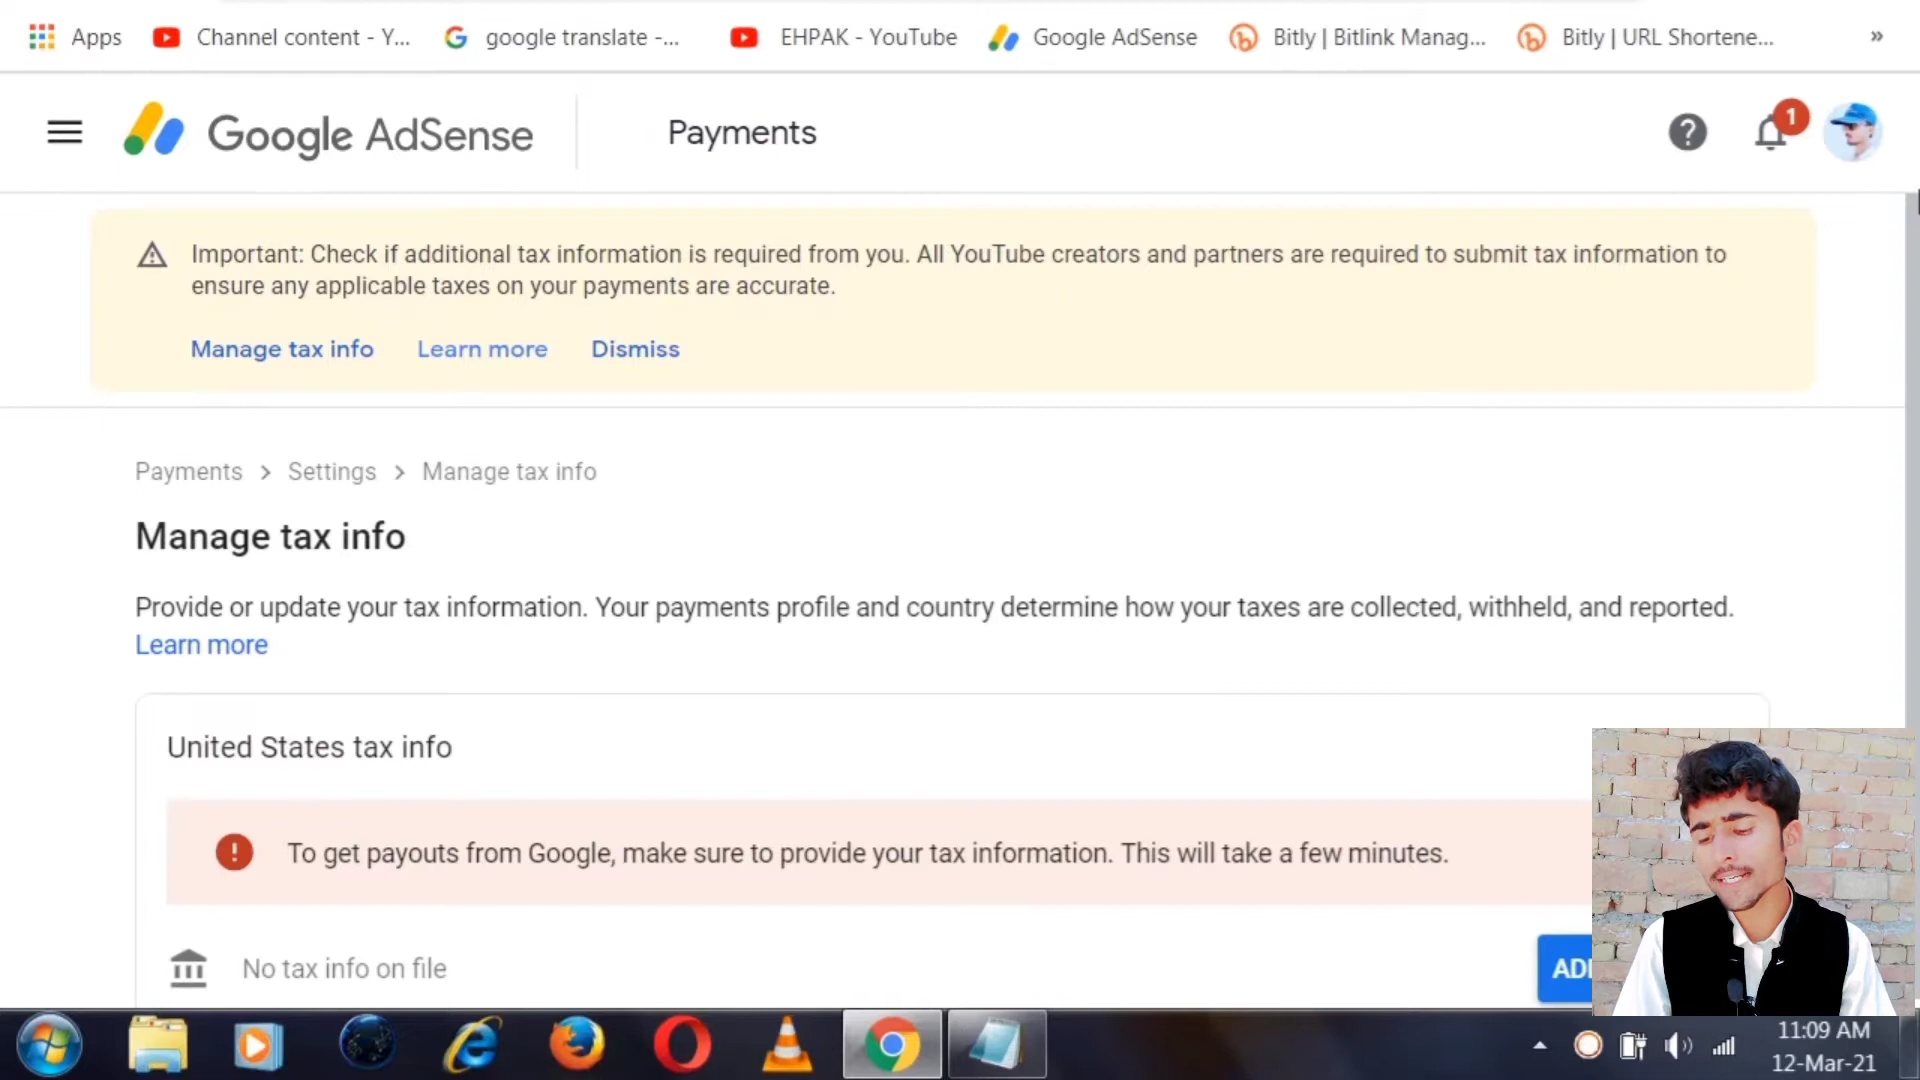 Apps
Channel content - Y...
google translate -...
EHPAK - YouTube
Google AdSense
Bitly | Bitlink Manag...
Bitly | URL Shortene...
»
Google AdSense
Payments
1
Important: Check if additional tax information is required from you. All YouTube creators and partners are required to submit tax information to
ensure any applicable taxes on your payments are accurate.
Manage tax info
Learn more
Dismiss
Payments > Settings > Manage tax info
Manage tax info
Provide or update your tax information. Your payments profile and country determine how your taxes are collected, withheld, and reported.
Learn more
United States tax info
To get payouts from Google, make sure to provide your tax information. This will take a few minutes.
No tax info on file
11:09 AM
12-Mar-21